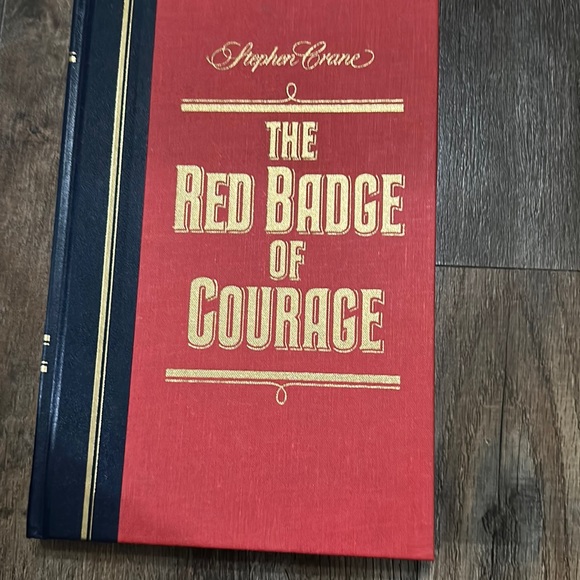 Stephen Crane
THE
RED BADGE
OF
COURAGE